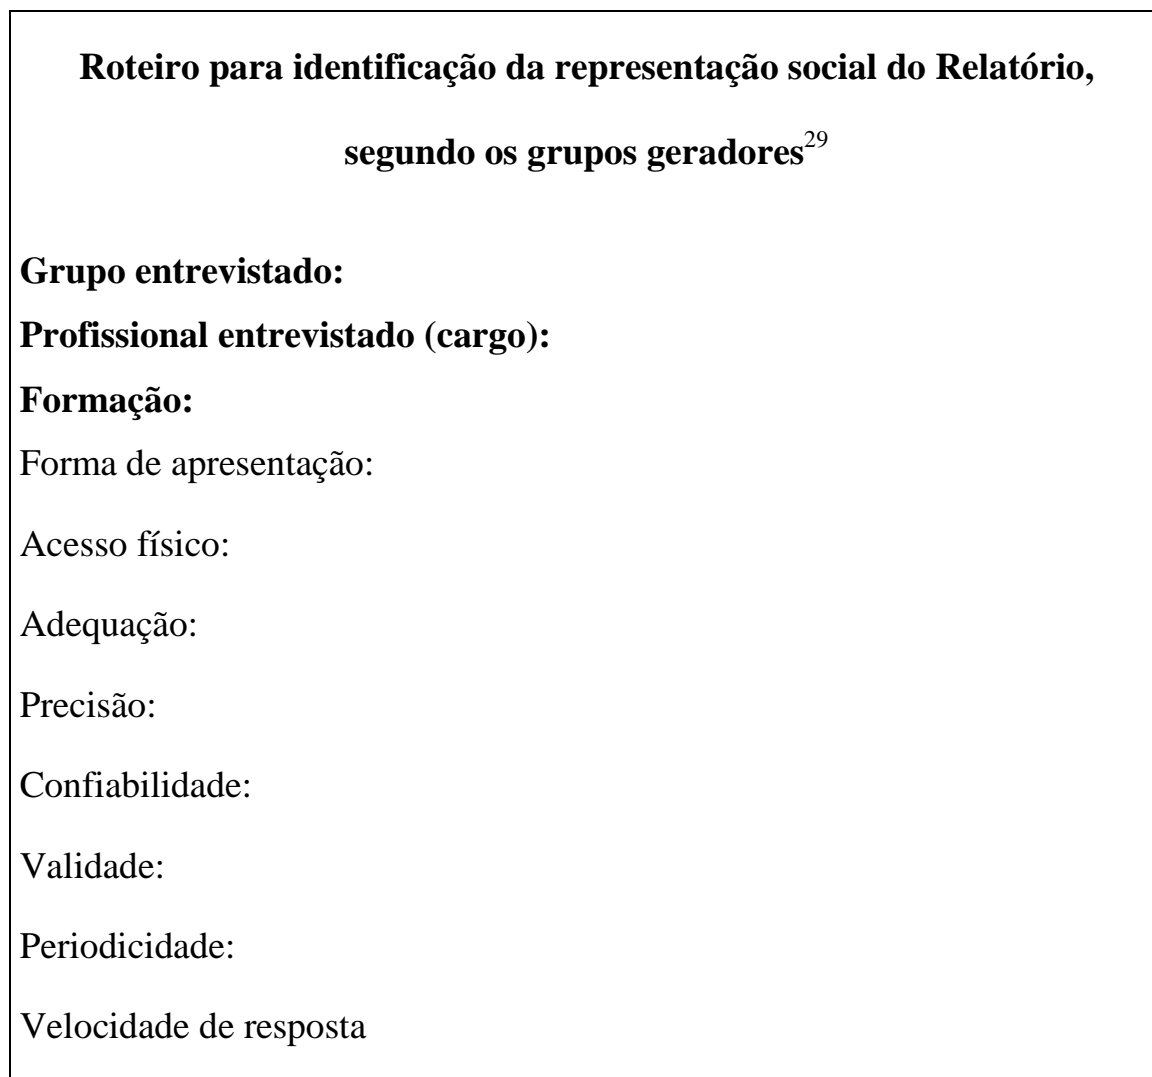 Roteiro para identificação da representação social do Relatório,
segundo os grupos geradores29
Grupo entrevistado:
Profissional entrevistado (cargo):
Formação:
Forma de apresentação:
Acesso físico:
Adequação:
Precisão:
Confiabilidade:
Validade:
Periodicidade:
Velocidade de resposta